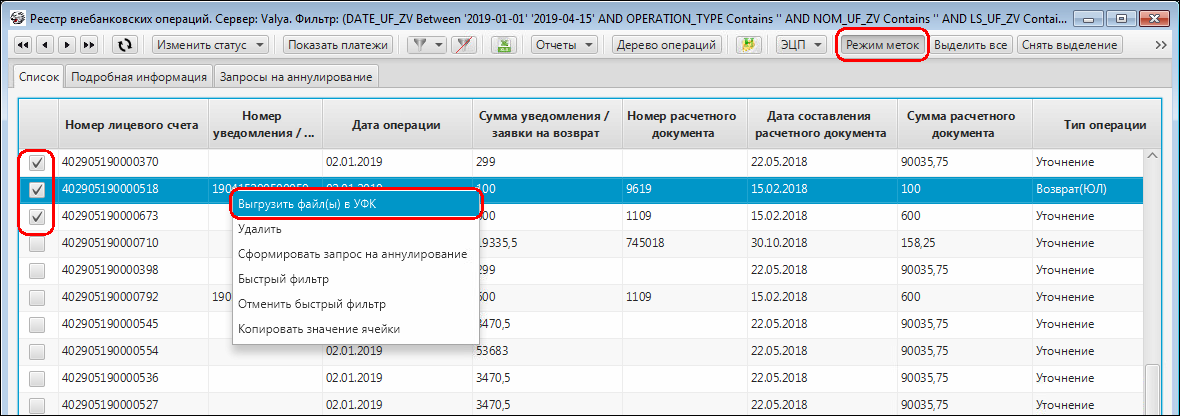 Реестр внебанковских операций. Сервер: Valya. Фильтр: (DATE_UF_ZV Between '2019-01-01' '2019-04-15' AND OPERATION_TYPE Contains '' AND NOM_UF_ZV Contains '' AND LS_UF_ZV Contai...
Изменить статус Показать платежи Отчеты Дерево операций ЭЦП Режим меток Выделить все Снять выделение
Список Подробная информация Запросы на аннулирование
Номер лицевого счета Номер уведомления / ... Дата операции Сумма уведомления / заявки на возврат Номер расчетного документа Дата составления расчетного документа Сумма расчетного документа Тип операции
402905190000370 02.01.2019 299 22.05.2018 90035,75 Уточнение
402905190000518 100 9619 15.02.2018 100 Возврат(ЮЛ)
Выгрузить файл(ы) в УФК
402905190000673 1109 15.02.2018 600 Уточнение
Удалить
402905190000710 745018 30.10.2018 158,25 Уточнение
Сформировать запрос на аннулирование
402905190000398 299 22.05.2018 90035,75 Уточнение
Быстрый фильтр
402905190000792 190 1109 15.02.2018 600 Уточнение
Отменить быстрый фильтр
402905190000545 3470,5 22.05.2018 90035,75 Уточнение
Копировать значение ячейки
402905190000554 02.01.2019 53683 22.05.2018 90035,75 Уточнение
402905190000536 02.01.2019 3470.5 22.05.2018 90035,75 Уточнение
402905190000527 02.01.2019 3470,5 22.05.2018 90035,75 Уточнение